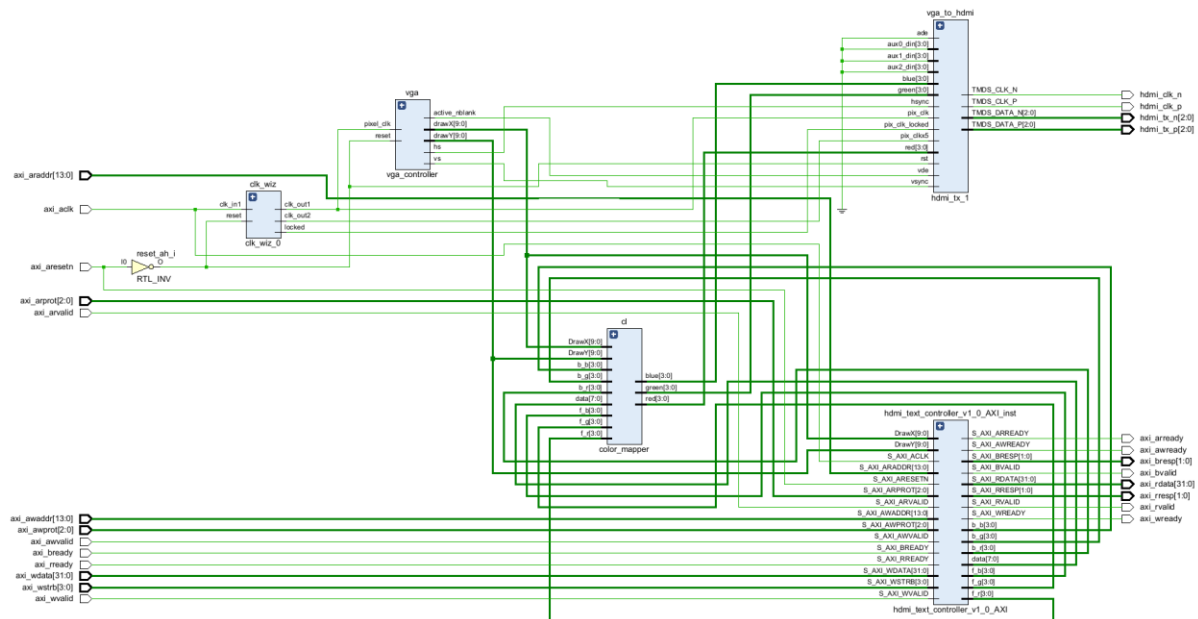 vga_to_hdmi
ade
aux0_din[3:0]
aux1_din[3:0]
aux2_din[3:0]
blue[3:0]
green[3:0]
hsync
pix_clk
pix_clk_locked
pix_clkx5
red[3:0]
rst
vde
vsync
TMDS_CLK_N
TMDS_CLK_P
TMDS_DATA_N[2:0]
TMDS_DATA_P[2:0]
hdmi_tx_1
hdmi_clk_n
hdmi_clk_p
hdmi_tx_n[2:0]
hdmi_tx_p[2:0]
vga
pixel_clk
reset
active_nblank
drawX[9:0]
drawY[9:0]
hs
vs
vga_controller
axi_araddr[13:0]
axi_aclk
axi_aresetn
axi_arprot[2:0]
axi_arvalid
clk_wiz
clk_in1
reset
clk_out1
clk_out2
locked
clk_wiz_0
reset_ah_i
I0
O
RTL_INV
cl
DrawX[9:0]
DrawY[9:0]
b_b[3:0]
b_g[3:0]
b_r[3:0]
data[7:0]
f_b[3:0]
f_g[3:0]
f_r[3:0]
blue[3:0]
green[3:0]
red[3:0]
color_mapper
hdmi_text_controller_v1_0_AXI_inst
DrawX[9:0]
DrawY[9:0]
S_AXI_ACLK
S_AXI_ARADDR[13:0]
S_AXI_ARESETN
S_AXI_ARPROT[2:0]
S_AXI_ARVALID
S_AXI_AWADDR[13:0]
S_AXI_AWPROT[2:0]
S_AXI_AWVALID
S_AXI_BREADY
S_AXI_RREADY
S_AXI_WDATA[31:0]
S_AXI_WSTRB[3:0]
S_AXI_WVALID
S_AXI_ARREADY
S_AXI_AWREADY
S_AXI_BRESP[1:0]
S_AXI_BVALID
S_AXI_RDATA[31:0]
S_AXI_RRESP[1:0]
S_AXI_RVALID
S_AXI_WREADY
b_b[3:0]
b_g[3:0]
b_r[3:0]
data[7:0]
f_b[3:0]
f_g[3:0]
f_r[3:0]
hdmi_text_controller_v1_0_AXI
axi_arready
axi_awready
axi_bresp[1:0]
axi_bvalid
axi_rdata[31:0]
axi_rresp[1:0]
axi_rvalid
axi_wready
axi_awaddr[13:0]
axi_awprot[2:0]
axi_awvalid
axi_bready
axi_rready
axi_wdata[31:0]
axi_wstrb[3:0]
axi_wvalid